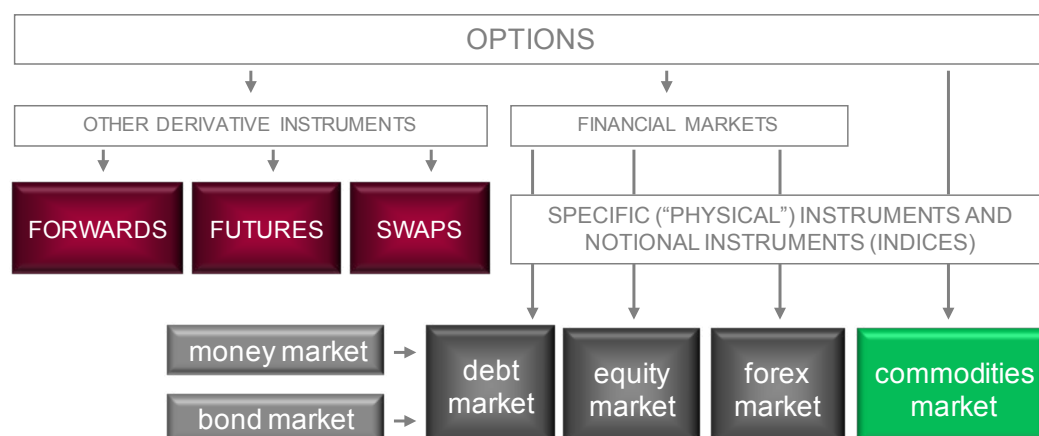 OPTIONS
OTHER DERIVATIVE INSTRUMENTS
FINANCIAL MARKETS
FORWARDS
FUTURES
SWAPS
SPECIFIC (“PHYSICAL”) INSTRUMENTS AND
NOTIONAL INSTRUMENTS (INDICES)
money market
bond market
debt
market
equity
market
forex
market
commodities
market